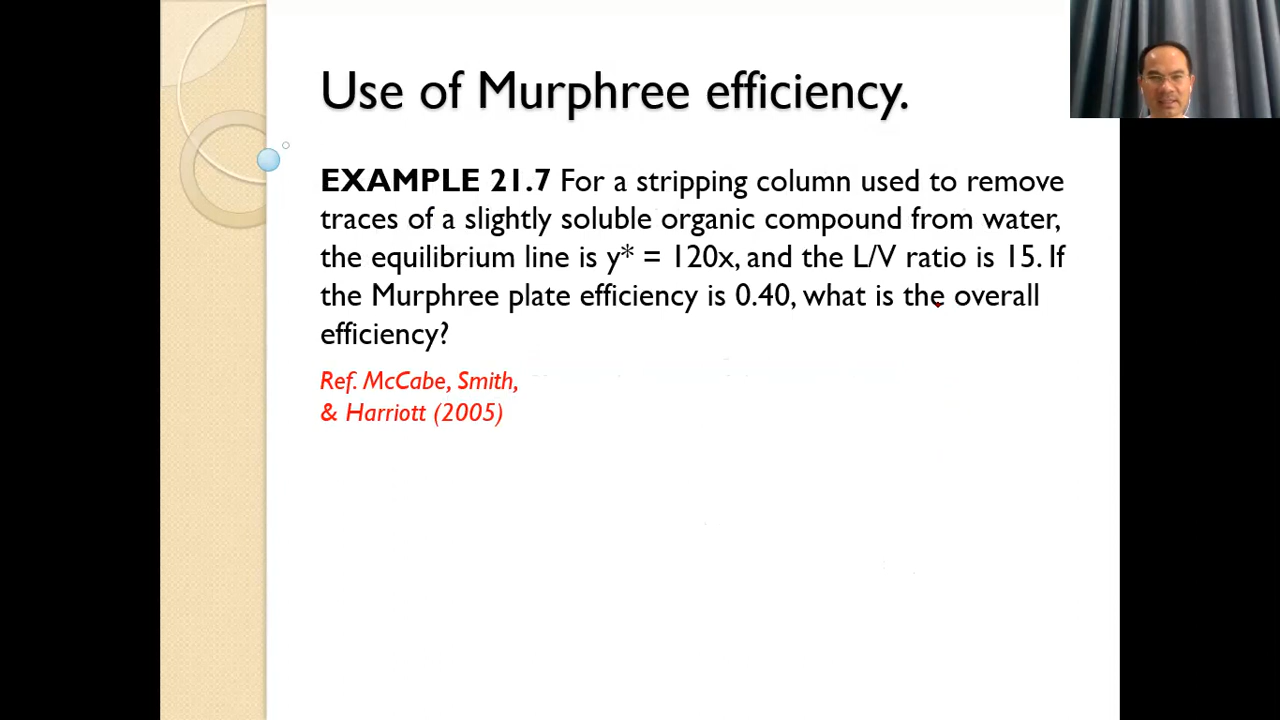 Use of Murphree efficiency.
EXAMPLE 21.7 For a stripping column used to remove
traces of a slightly soluble organic compound from water,
the equilibrium line is y* = 120x, and the L/V ratio is 15. If
the Murphree plate efficiency is 0.40, what is the overall
efficiency?
Ref. McCabe, Smith,
& Harriott (2005)